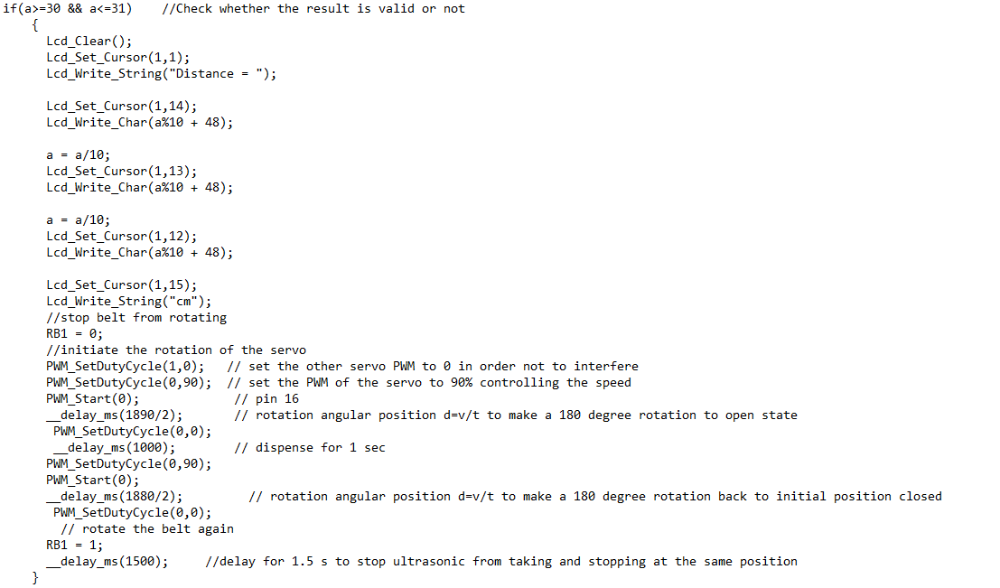 if(a>=30 && a<=31)    //Check whether the result is valid or not
    {
      Lcd_Clear();
      Lcd_Set_Cursor(1,1);
      Lcd_Write_String("Distance = ");

      Lcd_Set_Cursor(1,14);
      Lcd_Write_Char(a%10 + 48);

      a = a/10;
      Lcd_Set_Cursor(1,13);
      Lcd_Write_Char(a%10 + 48);

      a = a/10;
      Lcd_Set_Cursor(1,12);
      Lcd_Write_Char(a%10 + 48);

      Lcd_Set_Cursor(1,15);
      Lcd_Write_String("cm");
      //stop belt from rotating
      RB1 = 0;
      //initiate the rotation of the servo
      PWM_SetDutyCycle(1,0);   // set the other servo PWM to 0 in order not to interfere
      PWM_SetDutyCycle(0,90);  // set the PWM of the servo to 90% controlling the speed
      PWM_Start(0);             // pin 16
      __delay_ms(1890/2);       // rotation angular position d=v/t to make a 180 degree rotation to open state
       PWM_SetDutyCycle(0,0);
       __delay_ms(1000);        // dispense for 1 sec
      PWM_SetDutyCycle(0,90);
      PWM_Start(0);
      __delay_ms(1880/2);         // rotation angular position d=v/t to make a 180 degree rotation back to initial position closed
       PWM_SetDutyCycle(0,0);
        // rotate the belt again
      RB1 = 1;
      __delay_ms(1500);     //delay for 1.5 s to stop ultrasonic from taking and stopping at the same position
    }